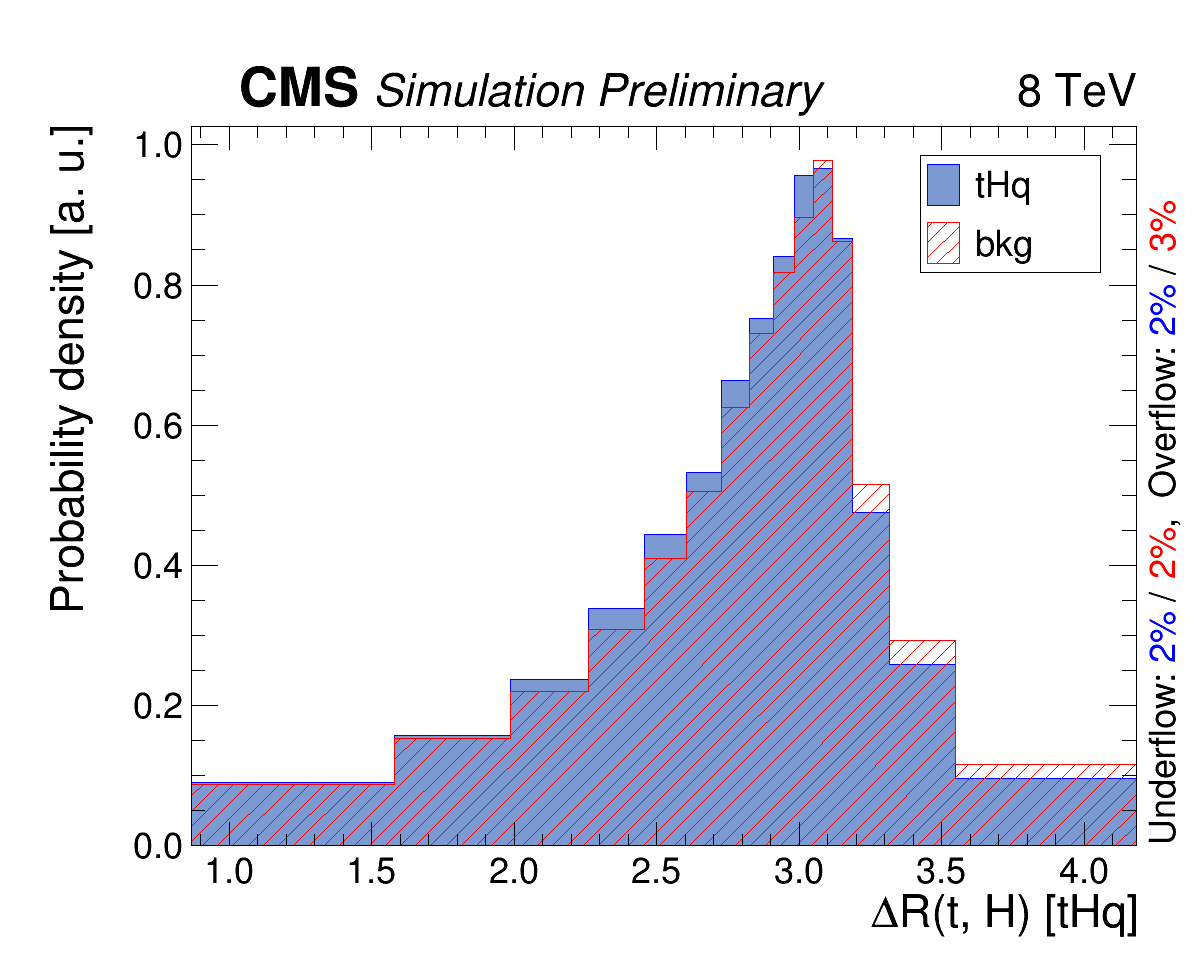 CMS Simulation Preliminary 8 TeV
Probability density [a. u.]
1.0
0.8
0.6
0.4
0.2
0.0
tHq
bkg
1.0 1.5 2.0 2.5 3.0 3.5 4.0
ΔR(t, H) [tHq]
Underflow: 2% / 2%, Overflow: 2% / 3%